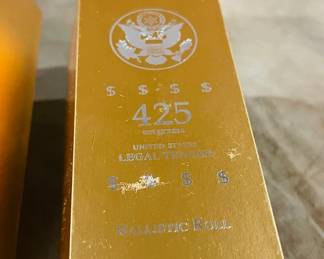 $ $ $ $
425
UNITED STATES
LEGAL TENDER
$ $ $ $
BALLISTIC ROLL